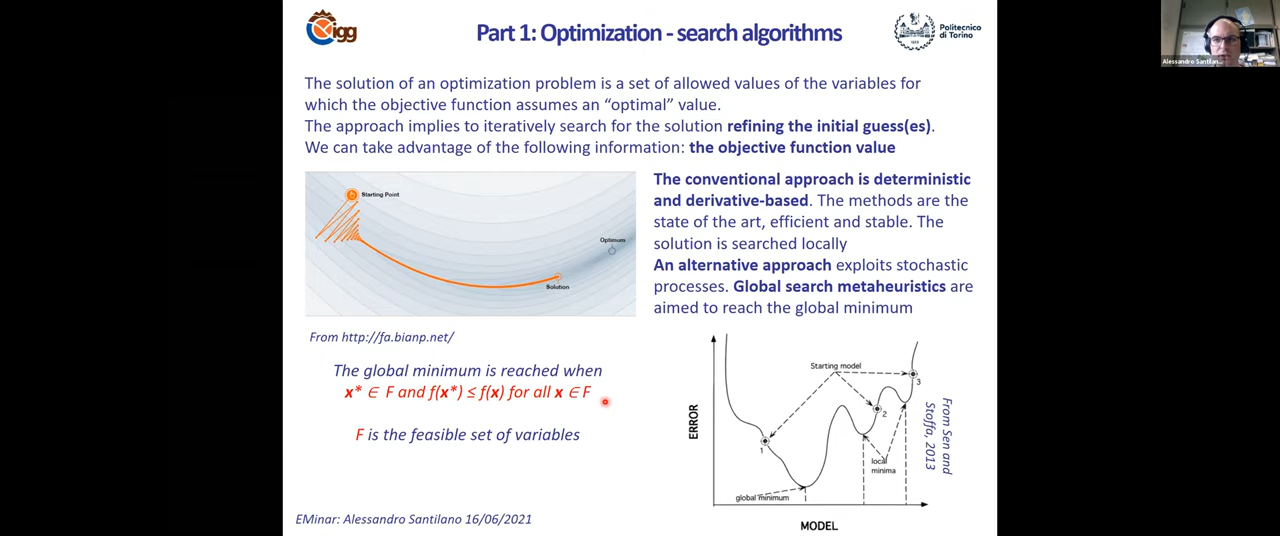 igg
Part 1: Optimization - search algorithms
Politecnico
di Torino
Alessandro Santilan...
The solution of an optimization problem is a set of allowed values of the variables for
which the objective function assumes an “optimal” value.
The approach implies to iteratively search for the solution refining the initial guess(es).
We can take advantage of the following information: the objective function value
Starting Point
Optimum
Solution
From http://fa.bianp.net/
The global minimum is reached when
x* ∈ F and f(x*) ≤ f(x) for all x ∈ F
F is the feasible set of variables
The conventional approach is deterministic
and derivative-based. The methods are the
state of the art, efficient and stable. The
solution is searched locally
An alternative approach exploits stochastic
processes. Global search metaheuristics are
aimed to reach the global minimum
Starting model
3
2
1
ERROR
local
minima
global minimum
MODEL
From Sen and
Stoffa, 2013
EMinar: Alessandro Santilano 16/06/2021